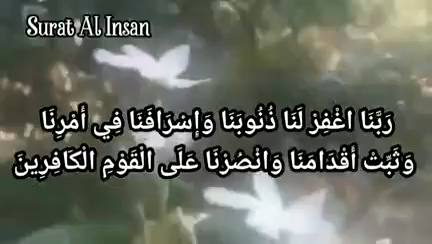 Surat Al Insan
رَبَّنَا اغْفِرْ لَنَا ذُنُوبَنَا وَإِسْرَافَنَا فِي أَمْرِنَا
وَثَبِّتْ أَقْدَامَنَا وَانْصُرْنَا عَلَى الْقَوْمِ الْكَافِرِينَ